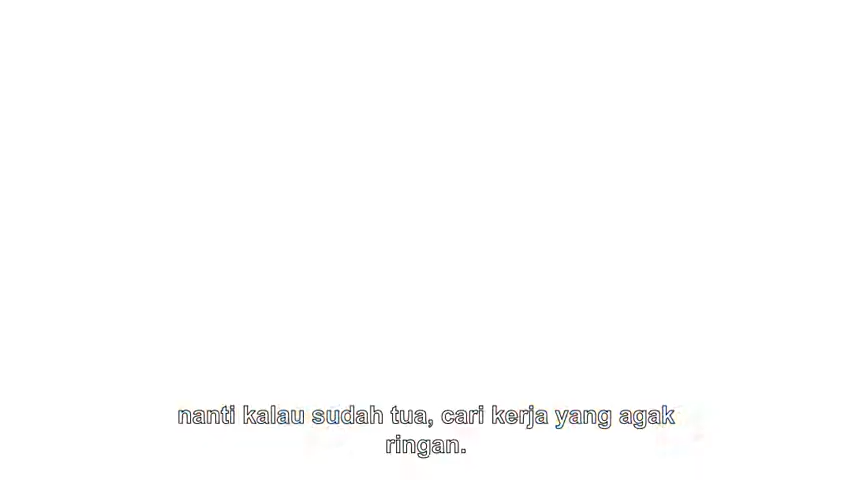 nanti kalau sudah tua, cari kerja yang agak
ringan.